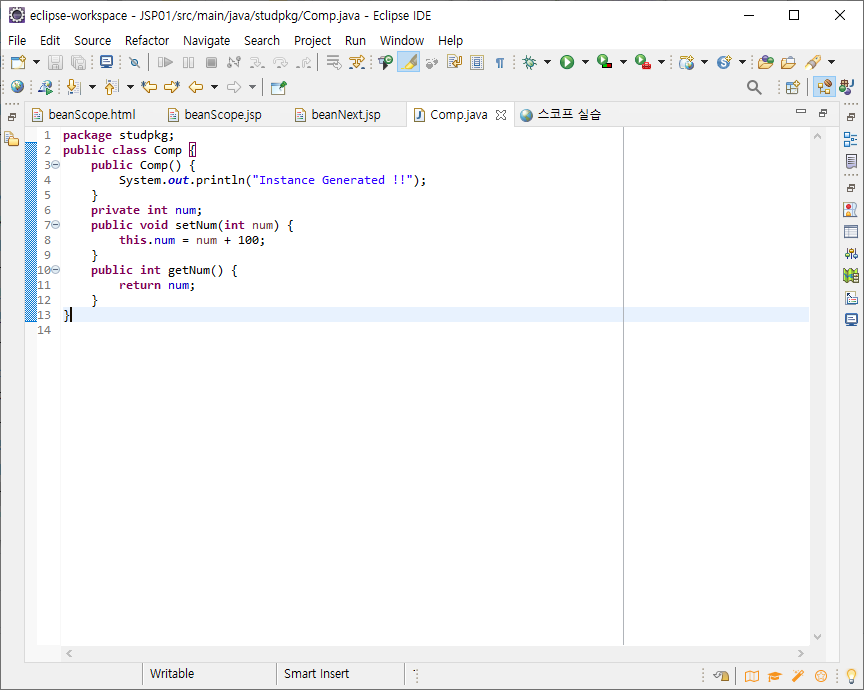 eclipse-workspace - JSP01/src/main/java/studpkg/Comp.java - Eclipse IDE
File Edit Source Refactor Navigate Search Project Run Window Help
beanScope.html beanScope.jsp beanNext.jsp Comp.java 스코프 실습
1 package studpkg;
2 public class Comp {
3 public Comp() {
4 System.out.println("Instance Generated !!");
5 }
6 private int num;
7 public void setNum(int num) {
8 this.num = num + 100;
9 }
10 public int getNum() {
11 return num;
12 }
13 }
14
Writable Smart Insert